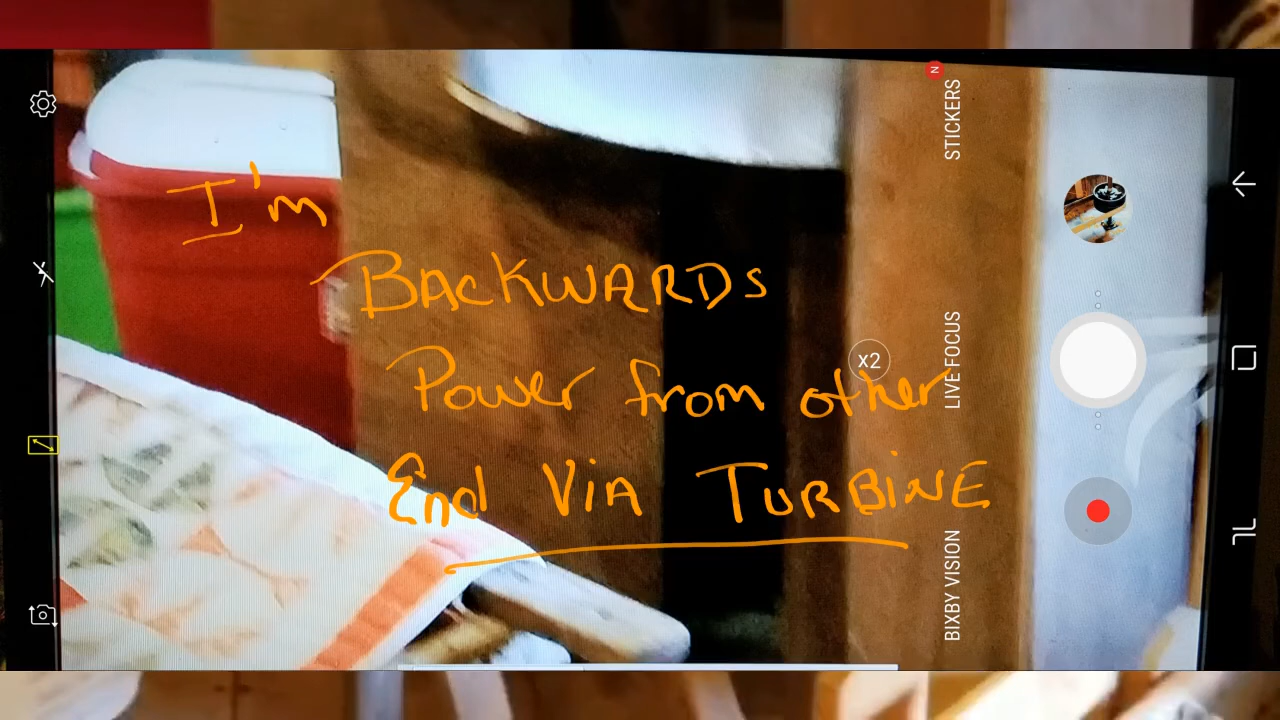 I'm
BACKWARDS
Power from other
End VIA TURBINE
x2
N
STICKERS
LIVE FOCUS
BIXBY VISION